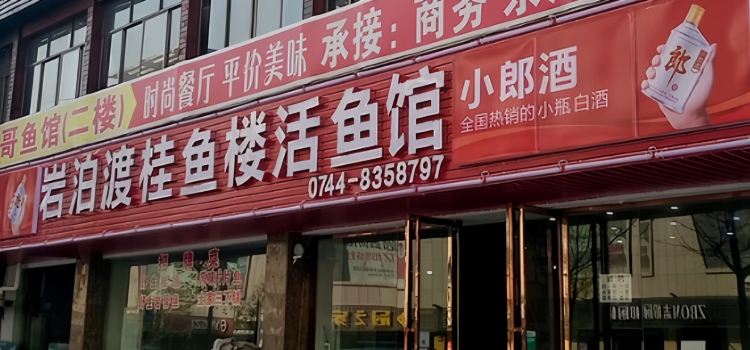 哥鱼馆(二楼)
时尚餐厅 平价美味 承接：商务
岩泊渡桂鱼楼活鱼馆
0744-8358797
小郎酒
全国热销的小瓶白酒
郎